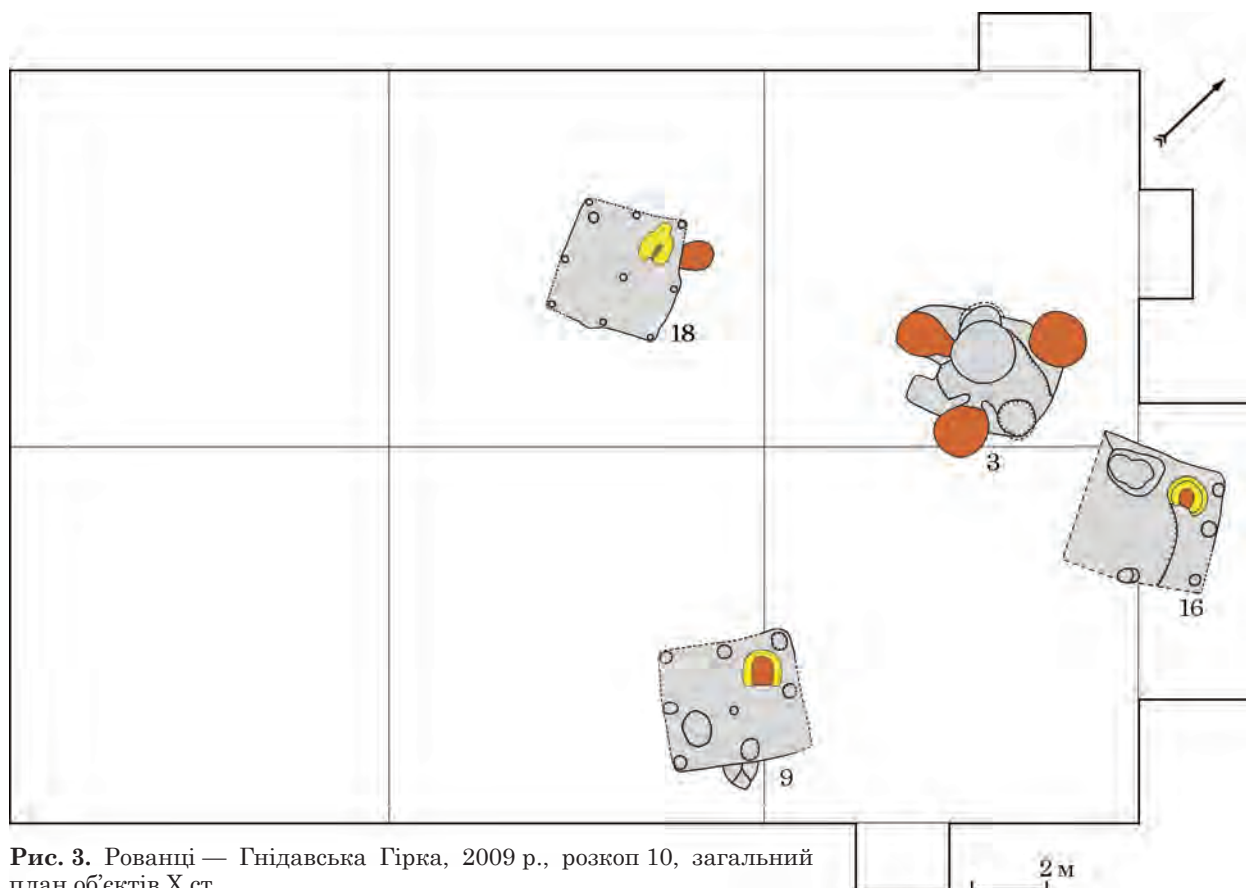 18
3
16
9
2 м
Рис. 3. Рованці — Гнідавська Гірка, 2009 р., розкоп 10, загальний
план об’єктів X ст.